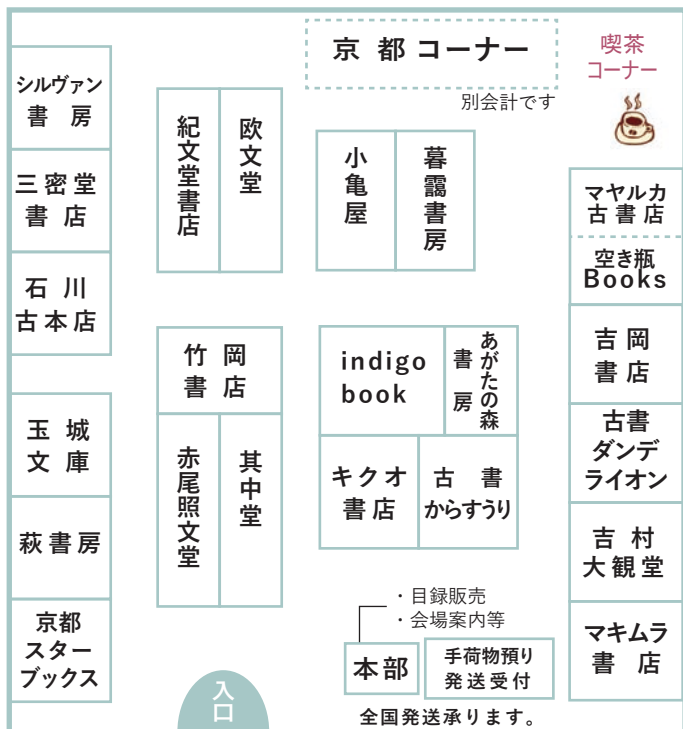 京都コーナー
別会計です
喫茶
コーナー
シルヴァン
書房
三密堂
書店
石川
古本店
玉城
文庫
萩書房
京都
スター
ブックス
紀文堂書店
欧文堂
小亀屋
暮靄書房
竹岡
書店
赤尾照文堂
其中堂
indigo
book
あがたの森
書房
キクオ
書店
古書
からすうり
マヤルカ
古書店
空き瓶
Books
吉岡
書店
古書
ダンデ
ライオン
吉村
大観堂
マキムラ
書店
・目録販売
・会場案内等
本部
手荷物預り
発送受付
全国発送承ります。
入口